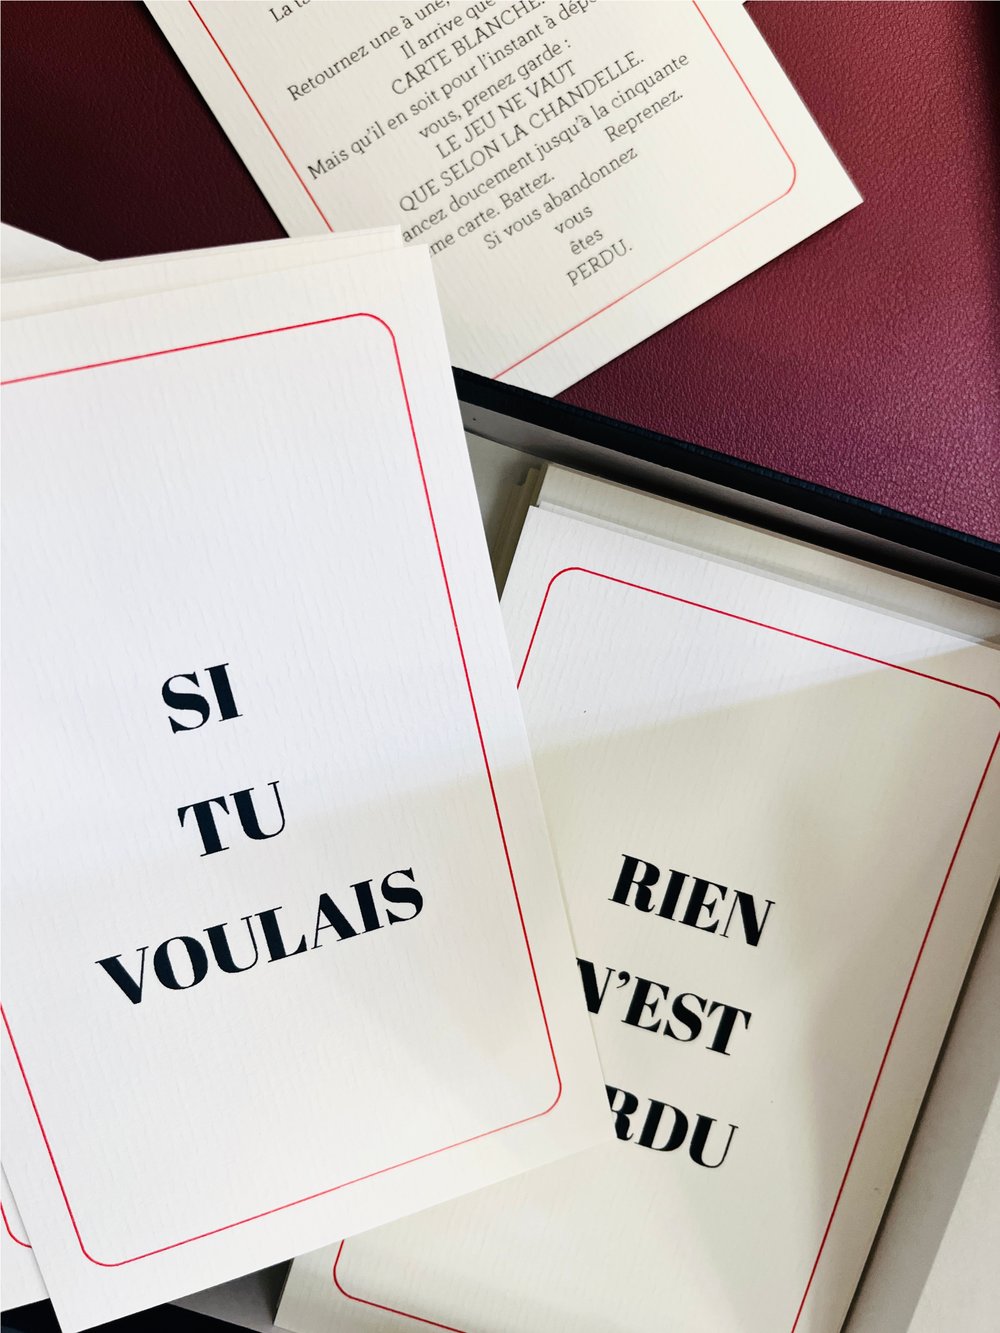 La
Retournez une à une,
Il arrive que
CARTE BLANCHE.
Mais qu'il en soit pour l'instant à dépo
vous, prenez garde :
LE JEU NE VAUT
QUE SELON LA CHANDELLE.
ancez doucement jusqu'à la cinquante
me carte. Battez. Reprenez.
Si vous abandonnez
vous
êtes
PERDU.
SI
TU
VOULAIS
RIEN
N'EST
RDU